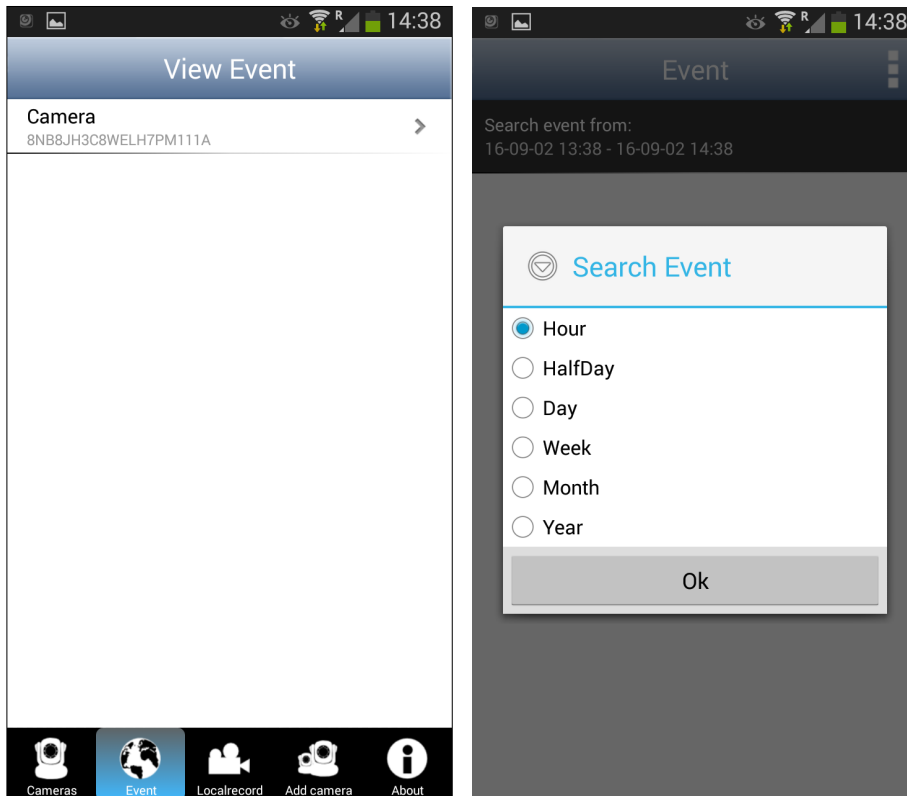 R 14:38
View Event
Camera
8NB8JH3C8WELH7PM111A
Cameras
Event
Localrecord
Add camera
About
R 14:38
Event
Search event from:
16-09-02 13:38 - 16-09-02 14:38
Search Event
Hour
HalfDay
Day
Week
Month
Year
Ok